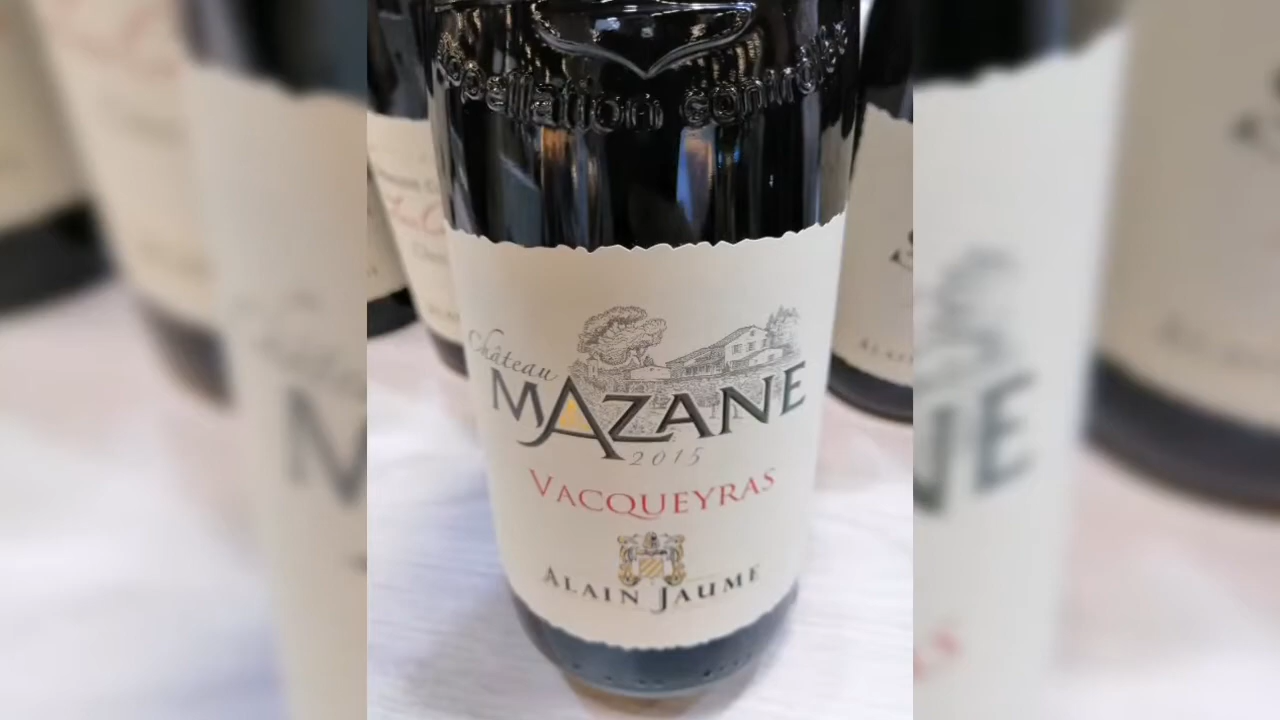 Appellation contrôlée
Château
MAZANE
2015
VACQUEYRAS
ALAIN JAUME